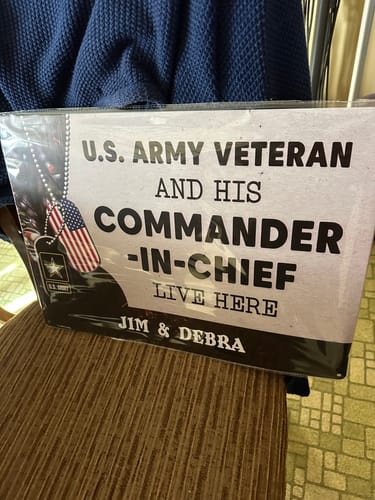 U.S. ARMY VETERAN
AND HIS
COMMANDER
-IN-CHIEF
LIVE HERE
U.S. ARMY
JIM & DEBRA